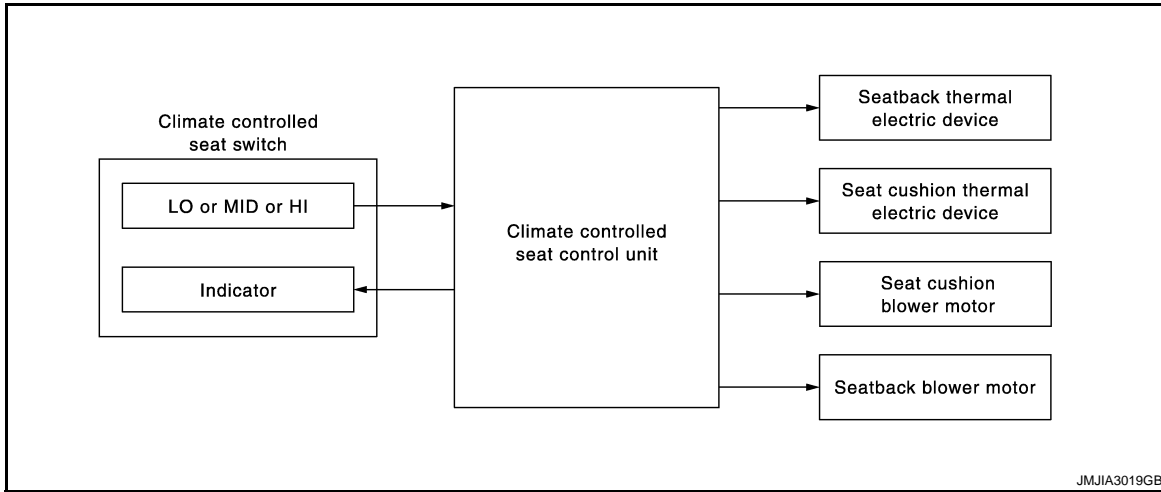 Climate controlled
seat switch
LO or MID or HI
Indicator
Climate controlled
seat control unit
Seatback thermal
electric device
Seat cushion thermal
electric device
Seat cushion
blower motor
Seatback blower motor
JMJIA3019GB